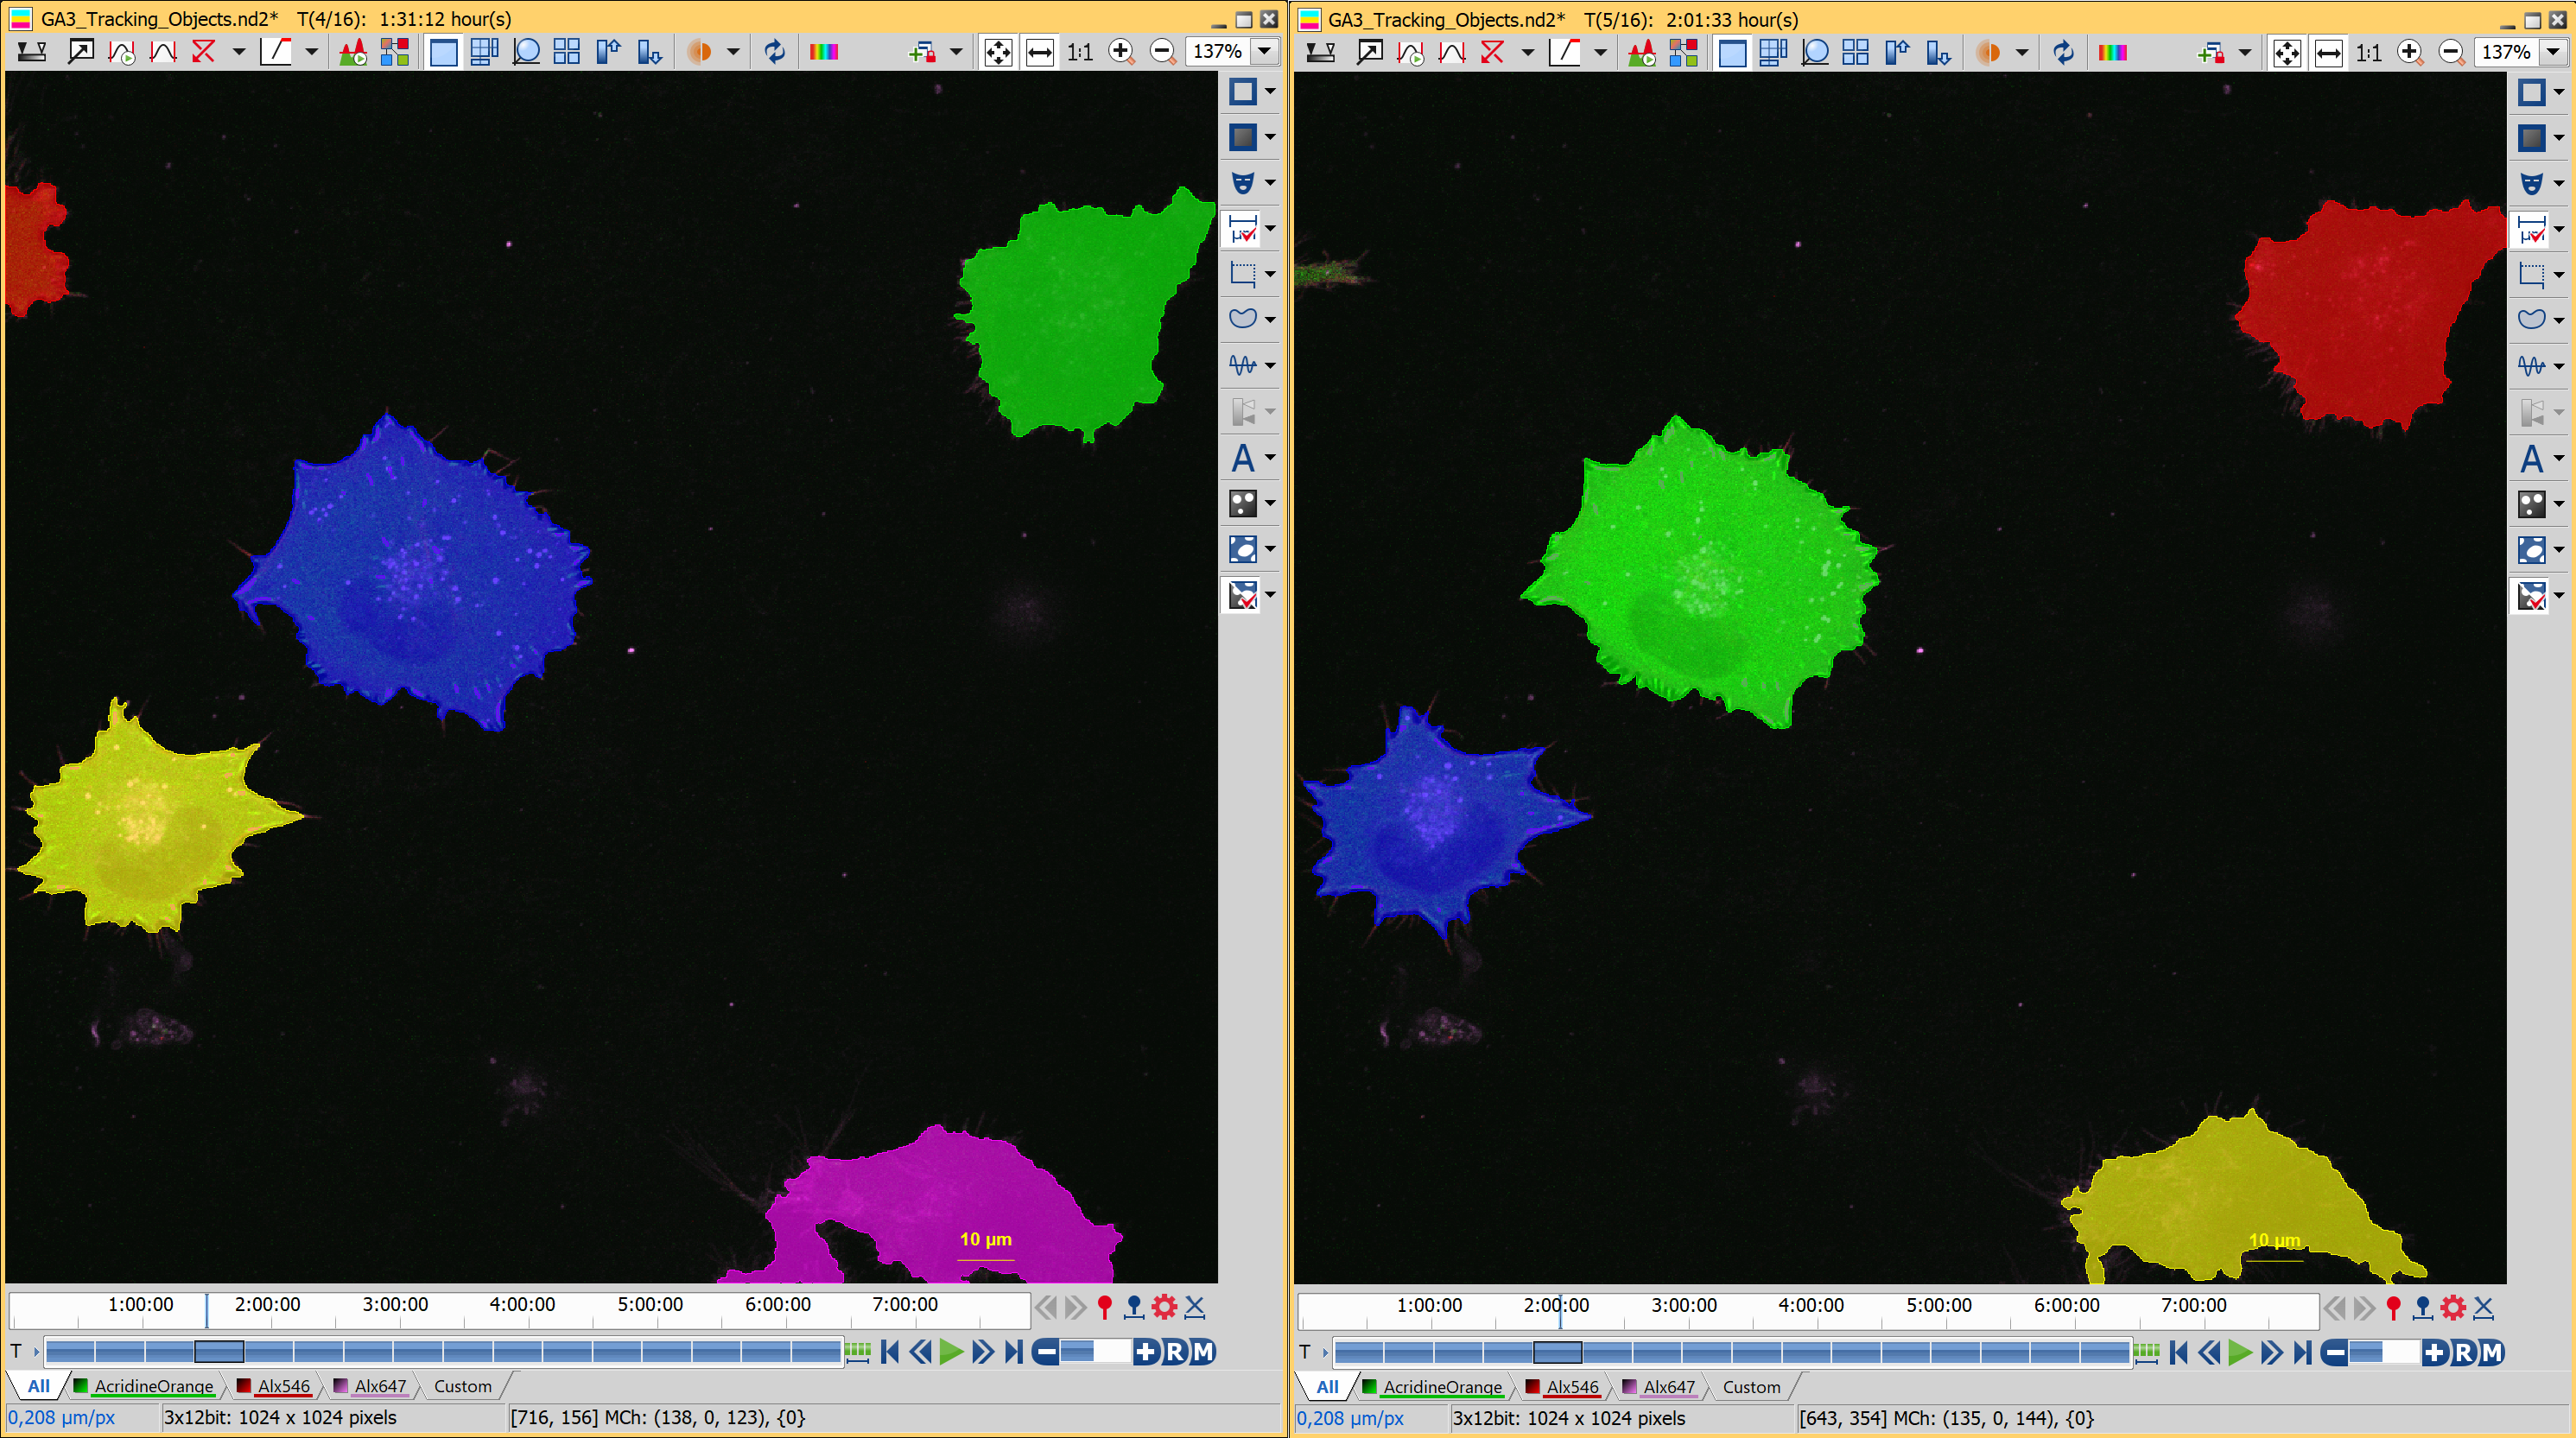 GA3_Tracking_Objects.nd2* T(4/16): 1:31:12 hour(s)
1:1 137%
A
10 µm
1:00:00 2:00:00 3:00:00 4:00:00 5:00:00 6:00:00 7:00:00
T R M
All AcridineOrange Alx546 Alx647 Custom
0,208 µm/px 3x12bit: 1024 x 1024 pixels [716, 156] MCh: (138, 0, 123), {0}
GA3_Tracking_Objects.nd2* T(5/16): 2:01:33 hour(s)
1:1 137%
A
10 µm
1:00:00 2:00:00 3:00:00 4:00:00 5:00:00 6:00:00 7:00:00
T R M
All AcridineOrange Alx546 Alx647 Custom
0,208 µm/px 3x12bit: 1024 x 1024 pixels [643, 354] MCh: (135, 0, 144), {0}